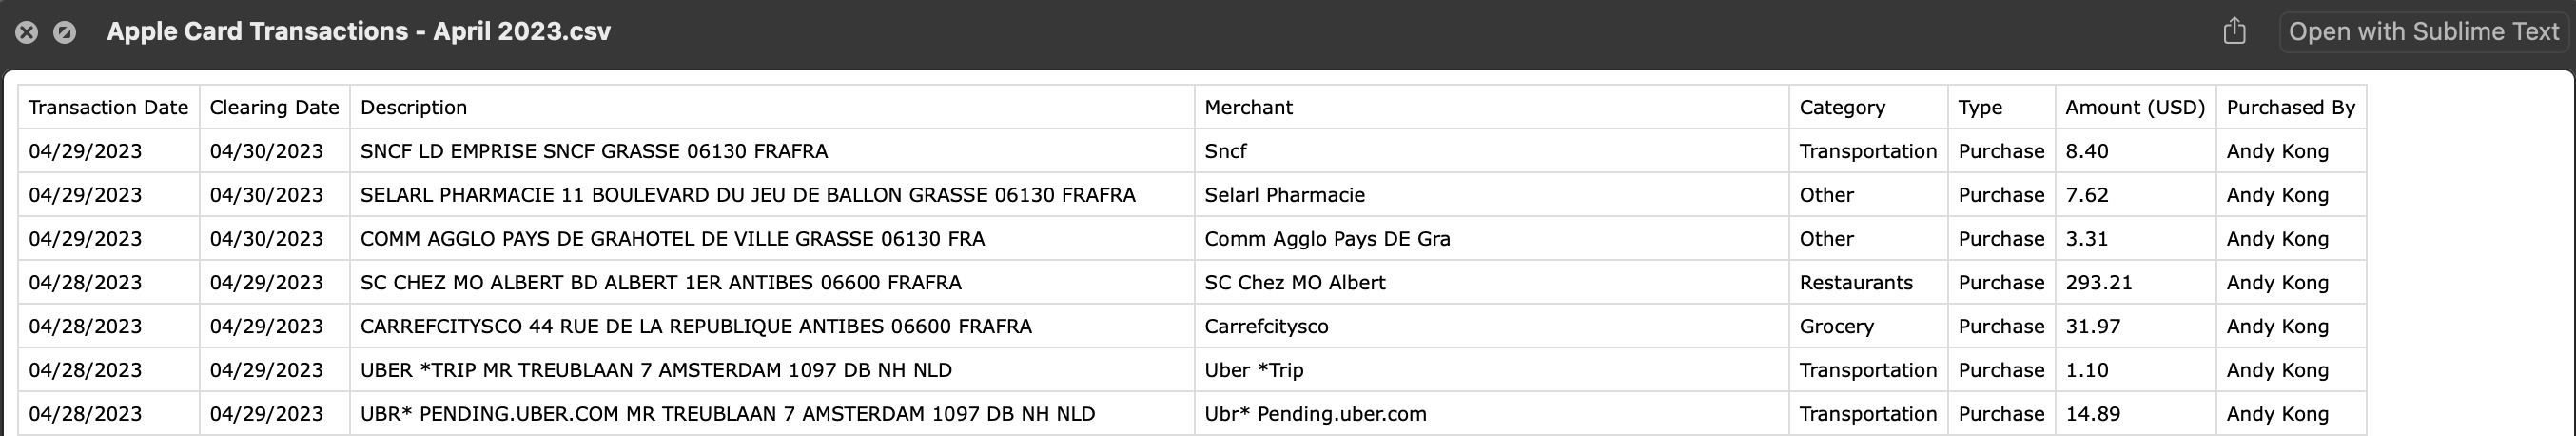 Apple Card Transactions - April 2023.csv Open with Sublime Text
Transaction Date Clearing Date Description Merchant Category Type Amount (USD) Purchased By
04/29/2023 04/30/2023 SNCF LD EMPRISE SNCF GRASSE 06130 FRAFRA Sncf Transportation Purchase 8.40 Andy Kong
04/29/2023 04/30/2023 SELARL PHARMACIE 11 BOULEVARD DU JEU DE BALLON GRASSE 06130 FRAFRA Selarl Pharmacie Other Purchase 7.62 Andy Kong
04/29/2023 04/30/2023 COMM AGGLO PAYS DE GRAHOTEL DE VILLE GRASSE 06130 FRA Comm Agglo Pays DE Gra Other Purchase 3.31 Andy Kong
04/28/2023 04/29/2023 SC CHEZ MO ALBERT BD ALBERT 1ER ANTIBES 06600 FRAFRA SC Chez MO Albert Restaurants Purchase 293.21 Andy Kong
04/28/2023 04/29/2023 CARREFCITYSCO 44 RUE DE LA REPUBLIQUE ANTIBES 06600 FRAFRA Carrefcitysco Grocery Purchase 31.97 Andy Kong
04/28/2023 04/29/2023 UBER *TRIP MR TREUBLAAN 7 AMSTERDAM 1097 DB NH NLD Uber *Trip Transportation Purchase 1.10 Andy Kong
04/28/2023 04/29/2023 UBR* PENDING.UBER.COM MR TREUBLAAN 7 AMSTERDAM 1097 DB NH NLD Ubr* Pending.uber.com Transportation Purchase 14.89 Andy Kong